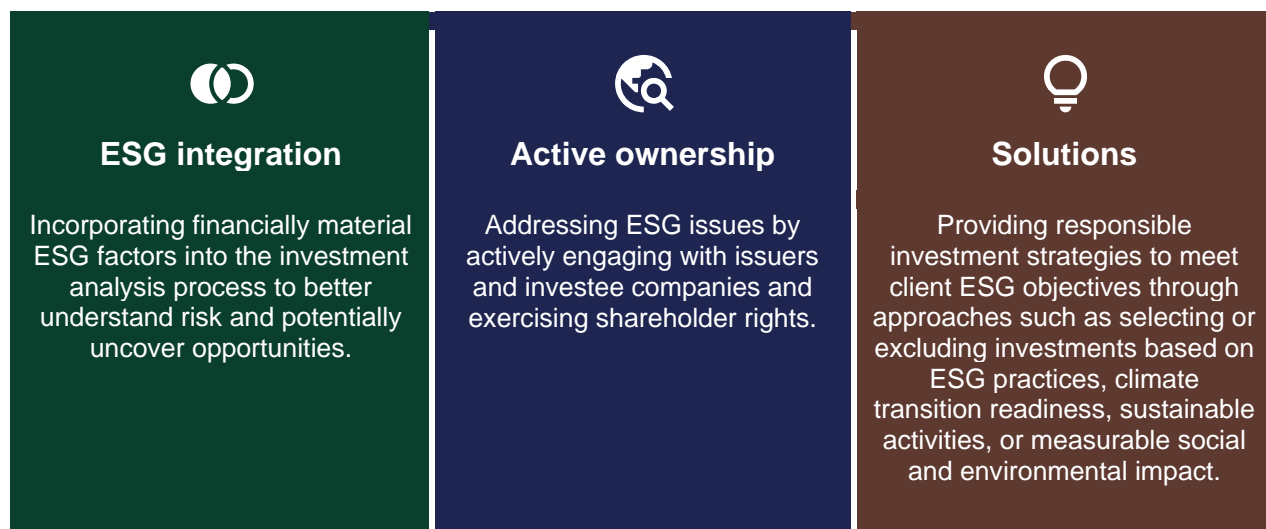 ESG integration
Incorporating financially material
ESG factors into the investment
analysis process to better
understand risk and potentially
uncover opportunities.
Active ownership
Addressing ESG issues by
actively engaging with issuers
and investee companies and
exercising shareholder rights.
Solutions
Providing responsible
investment strategies to meet
client ESG objectives through
approaches such as selecting or
excluding investments based on
ESG practices, climate
transition readiness, sustainable
activities, or measurable social
and environmental impact.